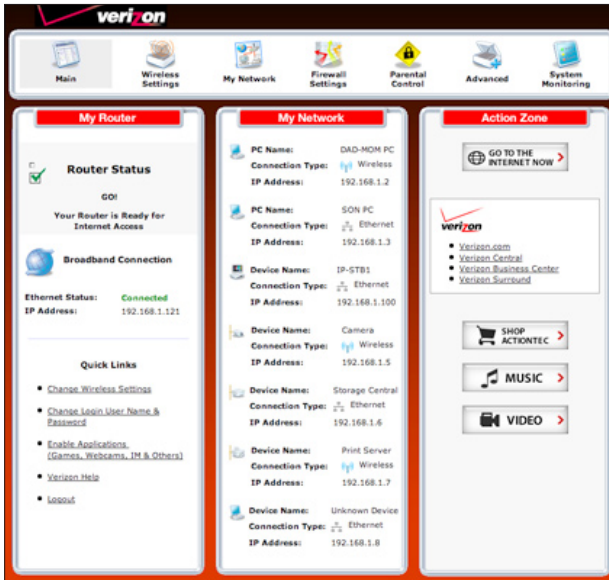 verizon
Main
Wireless
Settings
My Network
Firewall
Settings
Parental
Control
Advanced
System
Monitoring
My Router
Router Status
GO!
Your Router is Ready for
Internet Access
Broadband Connection
Ethernet Status: Connected
IP Address: 192.168.1.121
Quick Links
Change Wireless Settings
Change Login User Name &
Password
Enable Applications
(Games, Webcams, IM & Others)
Verizon Help
Logout
My Network
PC Name: DAD-MOM PC
Connection Type: Wireless
IP Address: 192.168.1.2
PC Name: SON PC
Connection Type: Ethernet
IP Address: 192.168.1.3
Device Name: IP-STB1
Connection Type: Ethernet
IP Address: 192.168.1.100
Device Name: Camera
Connection Type: Wireless
IP Address: 192.168.1.5
Device Name: Storage Central
Connection Type: Ethernet
IP Address: 192.168.1.6
Device Name: Print Server
Connection Type: Wireless
IP Address: 192.168.1.7
Device Name: Unknown Device
Connection Type: Ethernet
IP Address: 192.168.1.8
Action Zone
GO TO THE
INTERNET NOW
verizon
Verizon.com
Verizon Central
Verizon Business Center
Verizon Surround
SHOP
ACTIONTEC
MUSIC
VIDEO